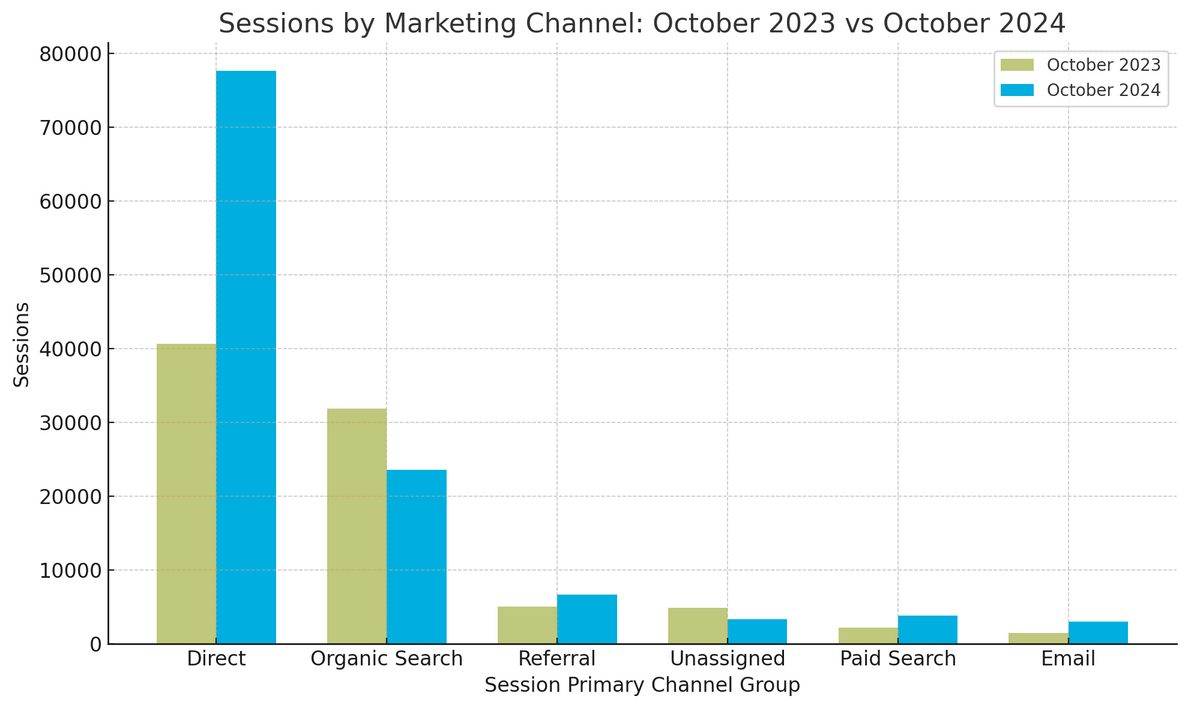 Sessions by Marketing Channel: October 2023 vs October 2024
October 2023
October 2024
Sessions
80000
70000
60000
50000
40000
30000
20000
10000
0
Direct Organic Search Referral Unassigned Paid Search Email
Session Primary Channel Group